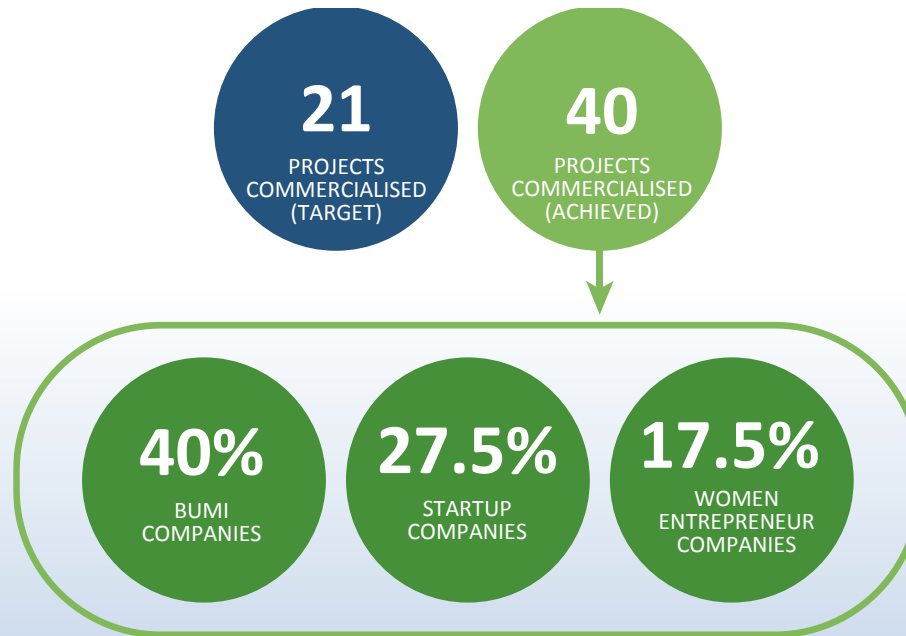 21
PROJECTS
COMMERCIALISED
(TARGET)
40
PROJECTS
COMMERCIALISED
(ACHIEVED)
40%
BUMI
COMPANIES
27.5%
STARTUP
COMPANIES
17.5%
WOMEN
ENTREPRENEUR
COMPANIES